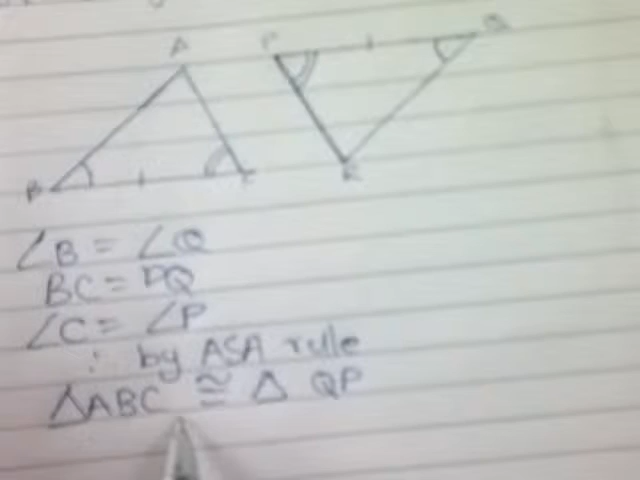 A
P
Q
B
C
R
∠B = ∠Q
BC = PQ
∠C = ∠P
∴ by ASA rule
△ABC ≅ △ QP